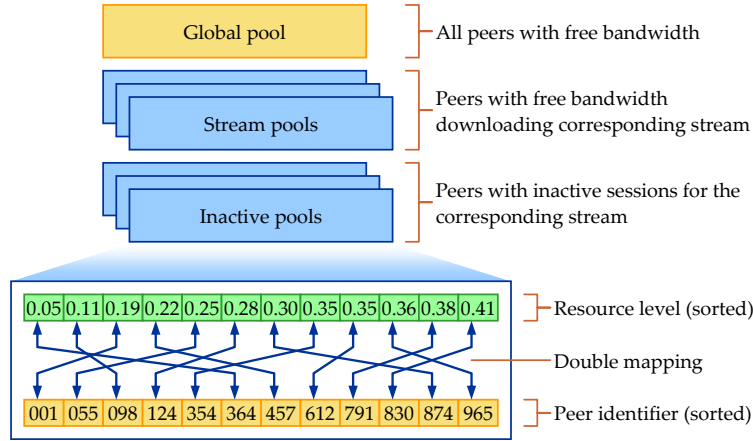 Global pool
All peers with free bandwidth
Stream pools
Peers with free bandwidth
downloading corresponding stream
Inactive pools
Peers with inactive sessions for the
corresponding stream
0.05 0.11 0.19 0.22 0.25 0.28 0.30 0.35 0.35 0.36 0.38 0.41
Resource level (sorted)
Double mapping
001 055 098 124 354 364 457 612 791 830 874 965
Peer identifier (sorted)